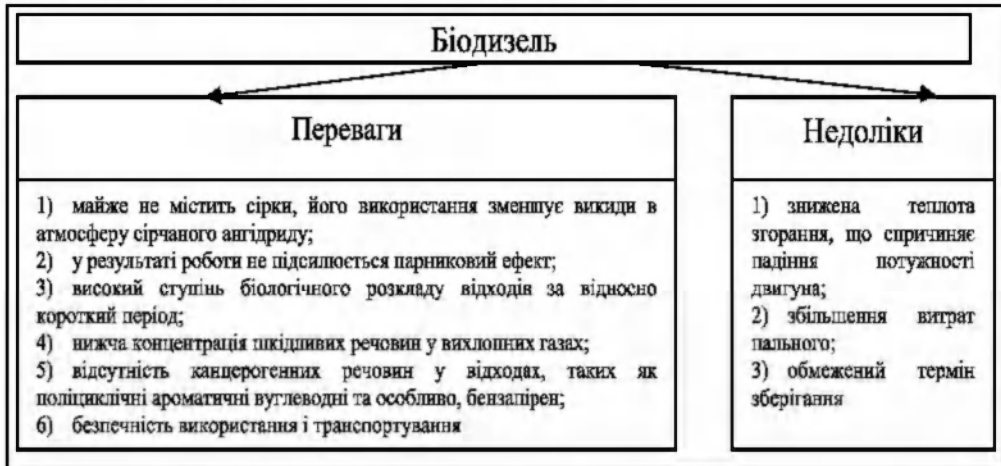 Біодизель
Переваги
1) майже не містить сірки, його використання зменшує викиди в
атмосферу сірчаного ангідриду;
2) у результаті роботи не підсилюється парниковий ефект;
3) високий ступінь біологічного розкладу відходів за відносно
короткий період;
4) нижча концентрація шкідливих речовин у вихлопних газах;
5) відсутність канцерогенних речовин у відходах, таких як
поліциклічні ароматичні вуглеводні та особливо, бензапірен;
6) безпечність використання і транспортування
Недоліки
1) знижена теплота
згорання, що спричиняє
падіння потужності
двигуна;
2) збільшення витрат
пального;
3) обмежений термін
зберігання